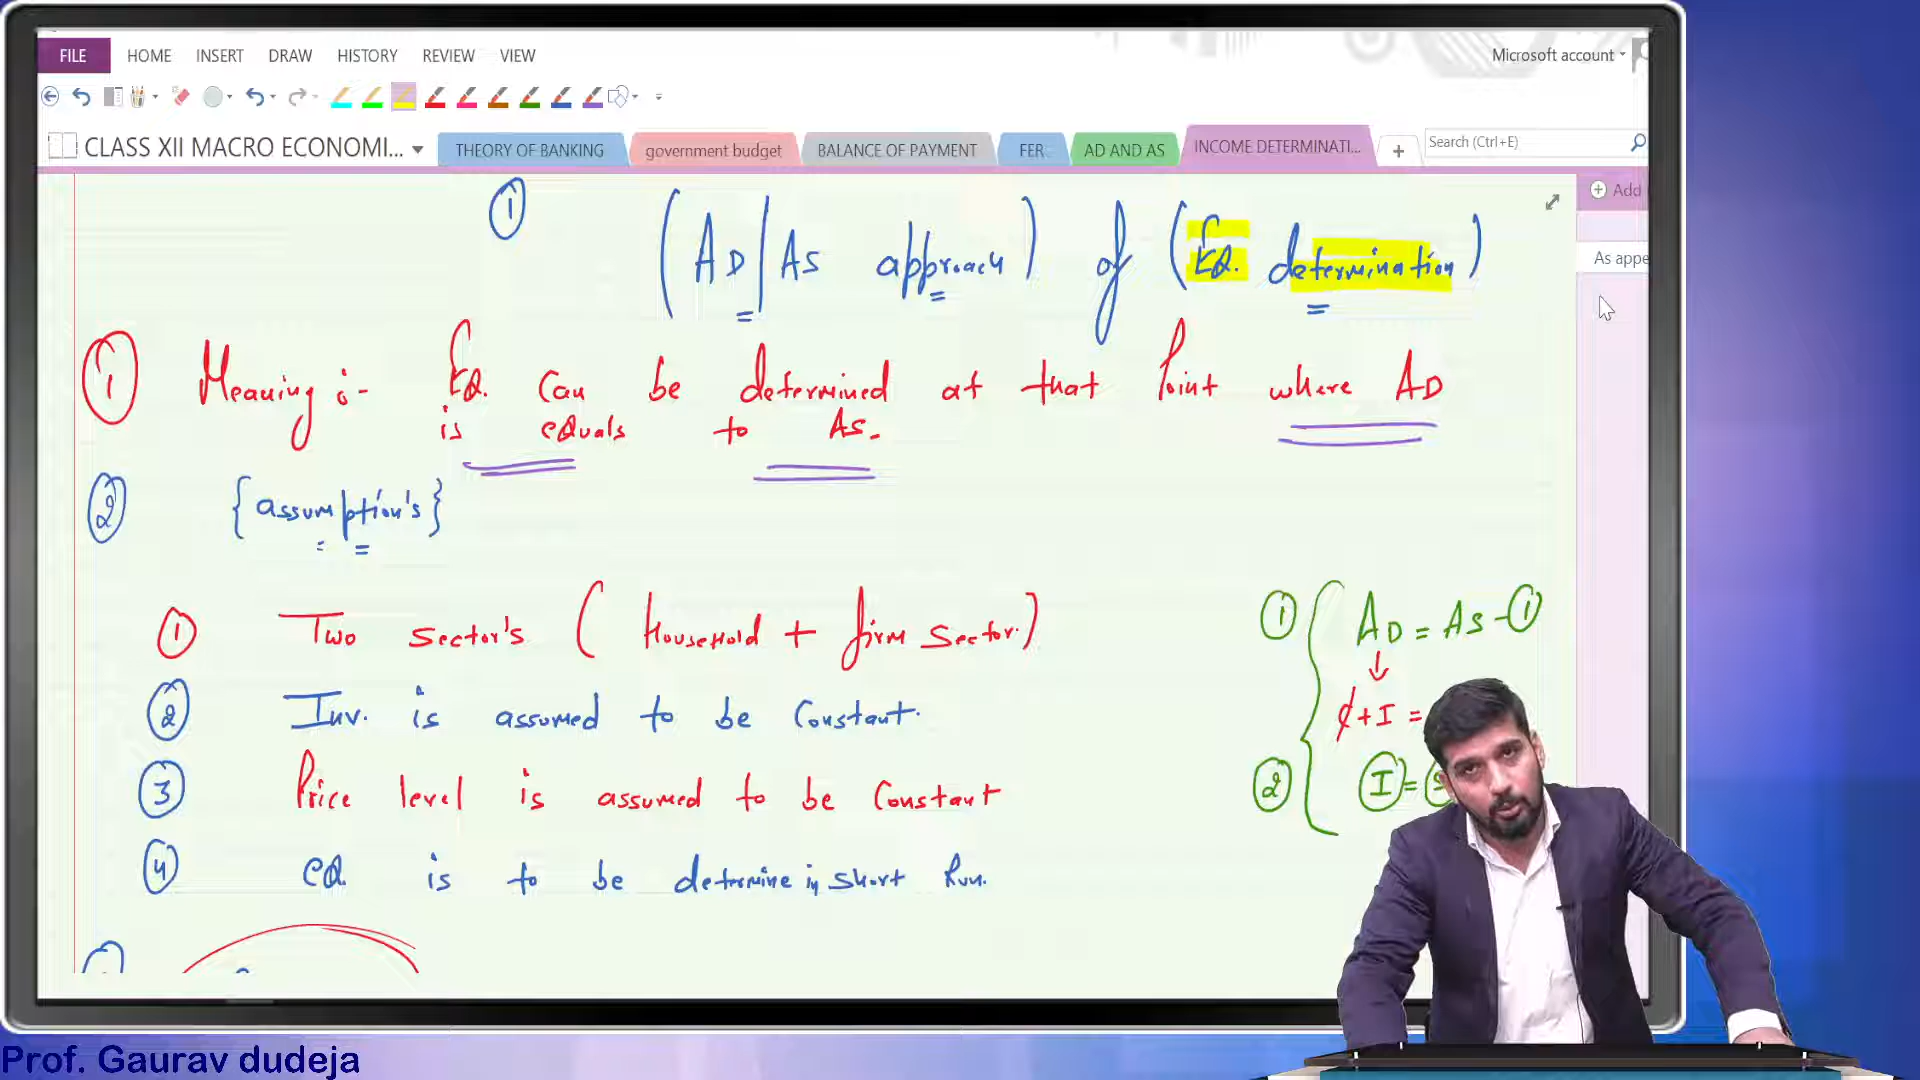 FILE HOME INSERT DRAW HISTORY REVIEW VIEW
Microsoft account
CLASS XII MACRO ECONOMI...
THEORY OF BANKING
government budget
BALANCE OF PAYMENT
FER
AD AND AS
INCOME DETERMINATI...
+
Search (Ctrl+E)
Add
As appe
① (AD|AS approach) of (Eq. determination)
① Meaning :- Eq. can be determined at that Point where AD
is equals to AS.
② {assumption's}
① Two sector's (Household + firm sector.)
② Inv. is assumed to be Constant.
③ Price level is assumed to be Constant
④ eq. is to be determine in short Run.
① AD = AS -①
↓
C+I =
② I =
Prof. Gaurav dudeja